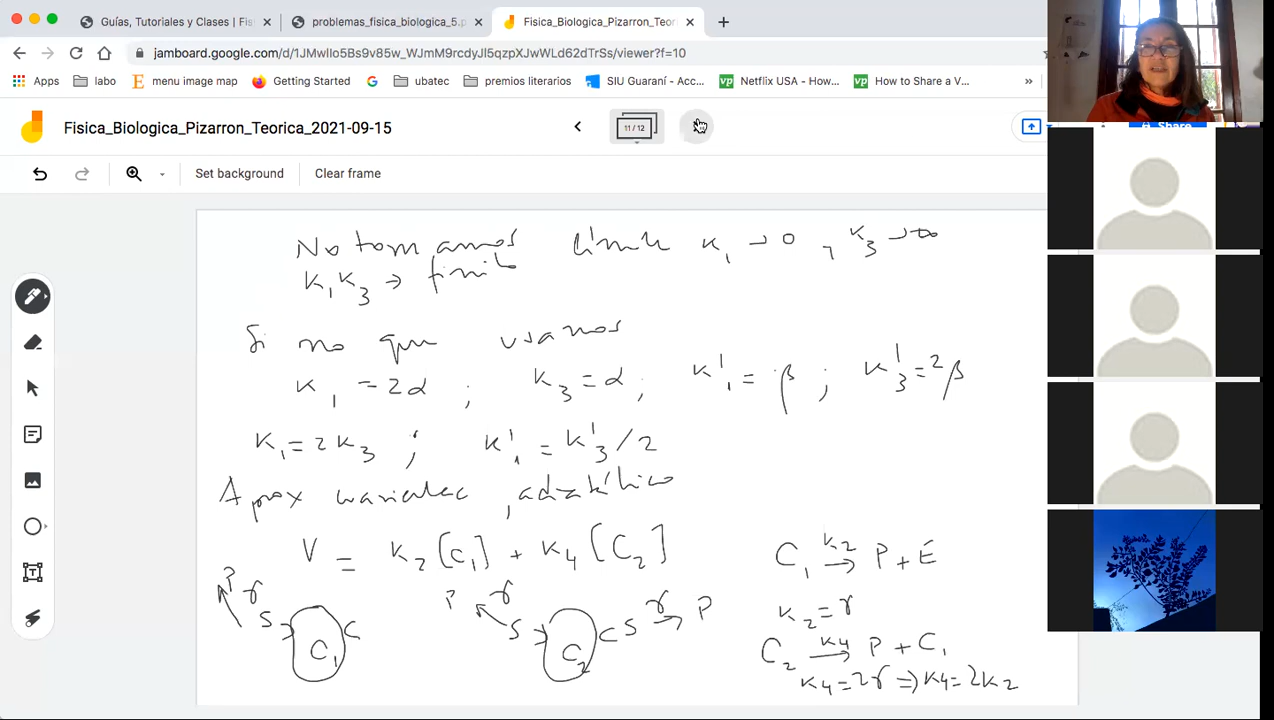 Guías, Tutoriales y Clases | Fis
problemas_fisica_biologica_5.p
Fisica_Biologica_Pizarron_Teori
jamboard.google.com/d/1JMwIlo5Bs9v85w_WJmM9rcdyJl5qzpXJwWLd62dTrSs/viewer?f=10
Apps
labo
menu image map
Getting Started
ubatec
premios literarios
SIU Guaraní - Acc...
Netflix USA - How...
How to Share a V...
»
Fisica_Biologica_Pizarron_Teorica_2021-09-15
11 / 12
Share
Set background
Clear frame
No tomamos límite K₁ → 0 , K₃ → ∞
K₁K₃ → finito
Si no que usamos
K₁ = 2α ; K₃ = α ; K'₁ = β ; K'₃ = 2β
K₁ = 2K₃ ; K'₁ = K'₃ / 2
Aprox , adiabático
V = K₂ [C₁] + K₄ [C₂]
C₁ K₂ → P + E
P γ S C₁
P γ S C₂ S γ → P
K₂ = γ
C₂ K₄ → P + C₁
K₄ = 2γ ⇒ K₄ = 2K₂